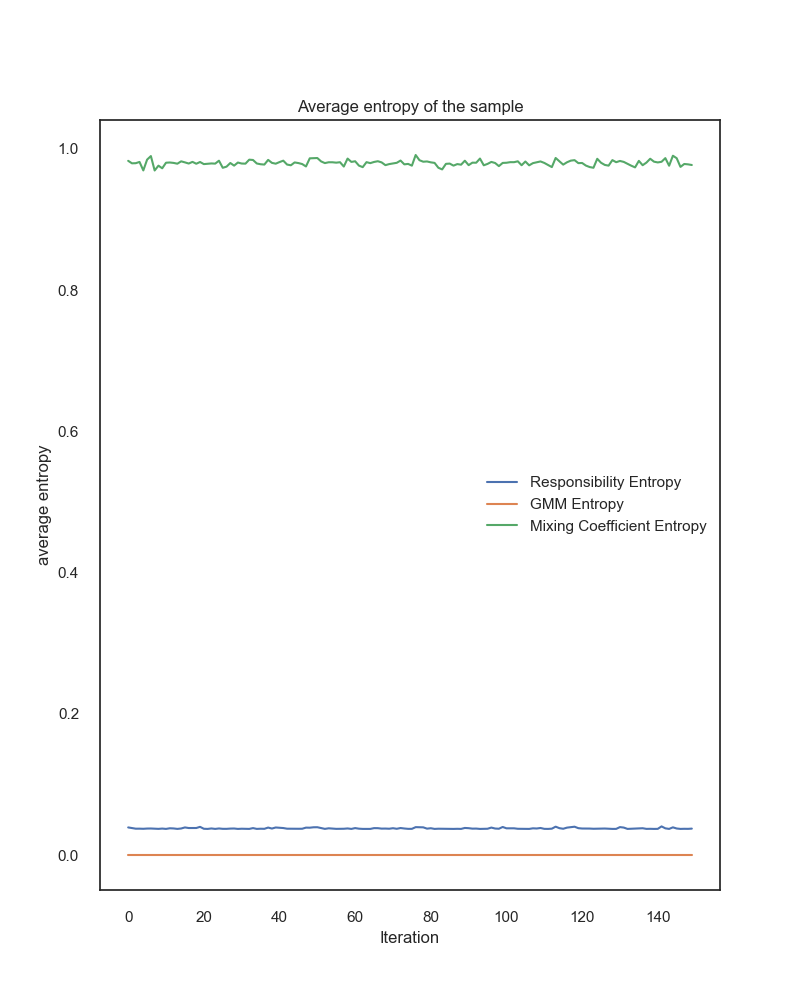 Average entropy of the sample
1.0
0.8
0.6
0.4
0.2
0.0
average entropy
Responsibility Entropy
GMM Entropy
Mixing Coefficient Entropy
0 20 40 60 80 100 120 140
Iteration